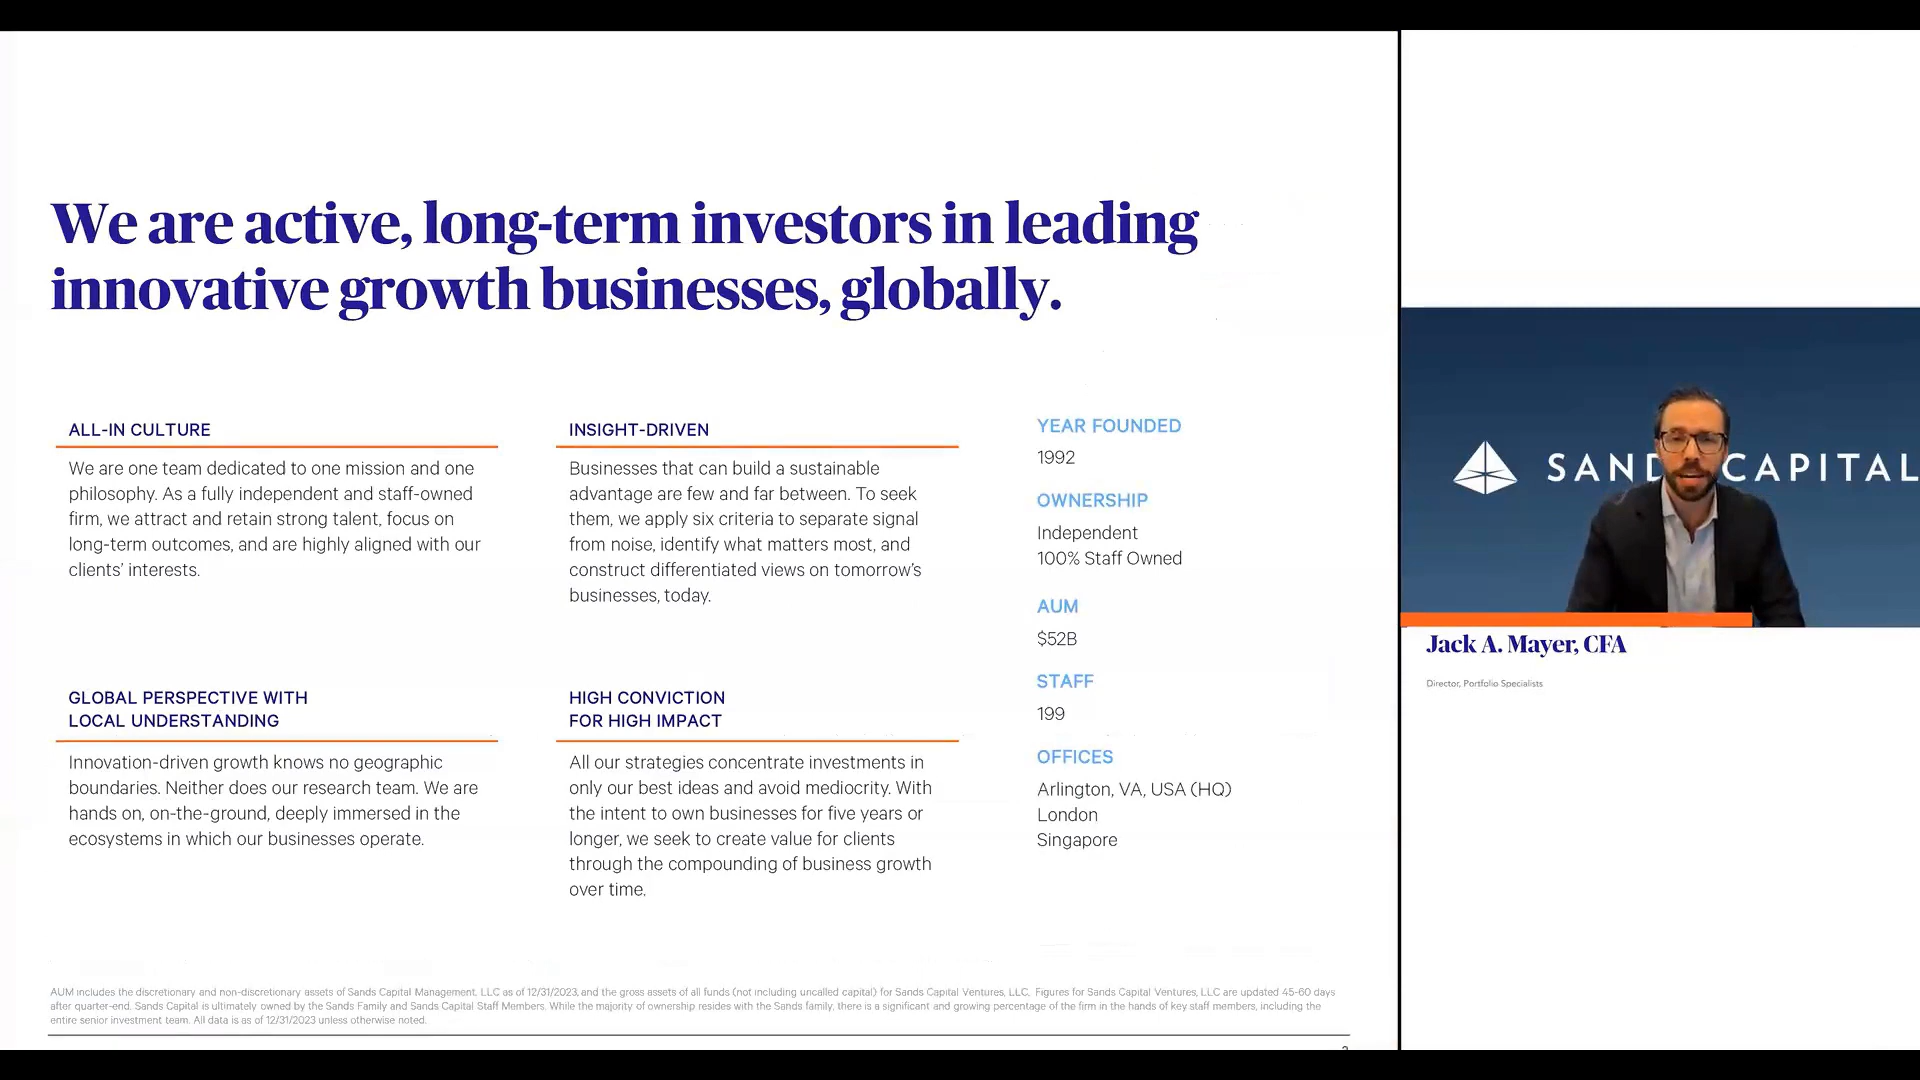 We are active, long-term investors in leading
innovative growth businesses, globally.
ALL-IN CULTURE
We are one team dedicated to one mission and one
philosophy. As a fully independent and staff-owned
firm, we attract and retain strong talent, focus on
long-term outcomes, and are highly aligned with our
clients’ interests.
INSIGHT-DRIVEN
Businesses that can build a sustainable
advantage are few and far between. To seek
them, we apply six criteria to separate signal
from noise, identify what matters most, and
construct differentiated views on tomorrow’s
businesses, today.
GLOBAL PERSPECTIVE WITH
LOCAL UNDERSTANDING
Innovation-driven growth knows no geographic
boundaries. Neither does our research team. We are
hands on, on-the-ground, deeply immersed in the
ecosystems in which our businesses operate.
HIGH CONVICTION
FOR HIGH IMPACT
All our strategies concentrate investments in
only our best ideas and avoid mediocrity. With
the intent to own businesses for five years or
longer, we seek to create value for clients
through the compounding of business growth
over time.
YEAR FOUNDED
1992
OWNERSHIP
Independent
100% Staff Owned
AUM
$52B
STAFF
199
OFFICES
Arlington, VA, USA (HQ)
London
Singapore
AUM includes the discretionary and non-discretionary assets of Sands Capital Management, LLC as of 12/31/2023, and the gross assets of all funds (not including uncalled capital) for Sands Capital Ventures, LLC. Figures for Sands Capital Ventures, LLC are updated 45-60 days
after quarter-end. Sands Capital is ultimately owned by the Sands Family and Sands Capital Staff Members. While the majority of ownership resides with the Sands family, there is a significant and growing percentage of the firm in the hands of key staff members, including the
entire senior investment team. All data is as of 12/31/2023 unless otherwise noted.
SAND CAPITAL
Jack A. Mayer, CFA
Director, Portfolio Specialists